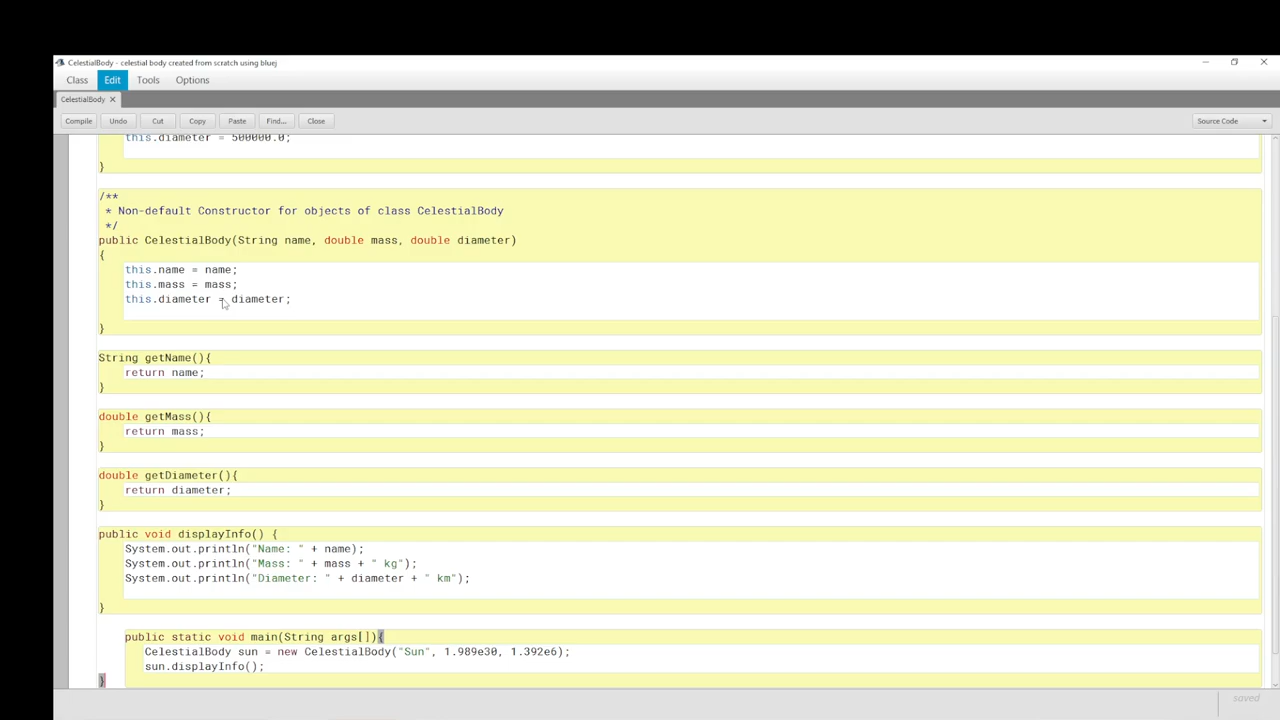 CelestialBody - celestial body created from scratch using bluej
Class Edit Tools Options
CelestialBody
Compile Undo Cut Copy Paste Find... Close Source Code
this.diameter = 500000.0;
}
/**
* Non-default Constructor for objects of class CelestialBody
*/
public CelestialBody(String name, double mass, double diameter)
{
this.name = name;
this.mass = mass;
this.diameter = diameter;
}
String getName(){
return name;
}
double getMass(){
return mass;
}
double getDiameter(){
return diameter;
}
public void displayInfo() {
System.out.println("Name: " + name);
System.out.println("Mass: " + mass + " kg");
System.out.println("Diameter: " + diameter + " km");
}
public static void main(String args[]){
CelestialBody sun = new CelestialBody("Sun", 1.989e30, 1.392e6);
sun.displayInfo();
}
saved